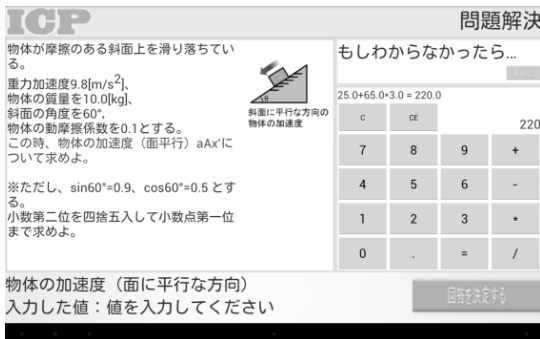 ICP
問題解決
物体が摩擦のある斜面上を滑り落ちてい
る。
重力加速度9.8[m/s²]、
物体の質量を10.0[kg]、
斜面の角度を60°,
物体の動摩擦係数を0.1とする。
この時、物体の加速度（面平行）aAx'に
ついて求めよ。
※ただし、sin60°=0.9、cos60°=0.5 とす
る。
小数第二位を四捨五入して小数点第一位
まで求めよ。
θ
斜面に平行な方向の
物体の加速度
もしわからなかったら...
25.0+65.0*3.0 = 220.0
C CE 220
7 8 9 +
4 5 6 -
1 2 3 *
0 . = /
物体の加速度（面に平行な方向）
入力した値：値を入力してください
回答を決定する